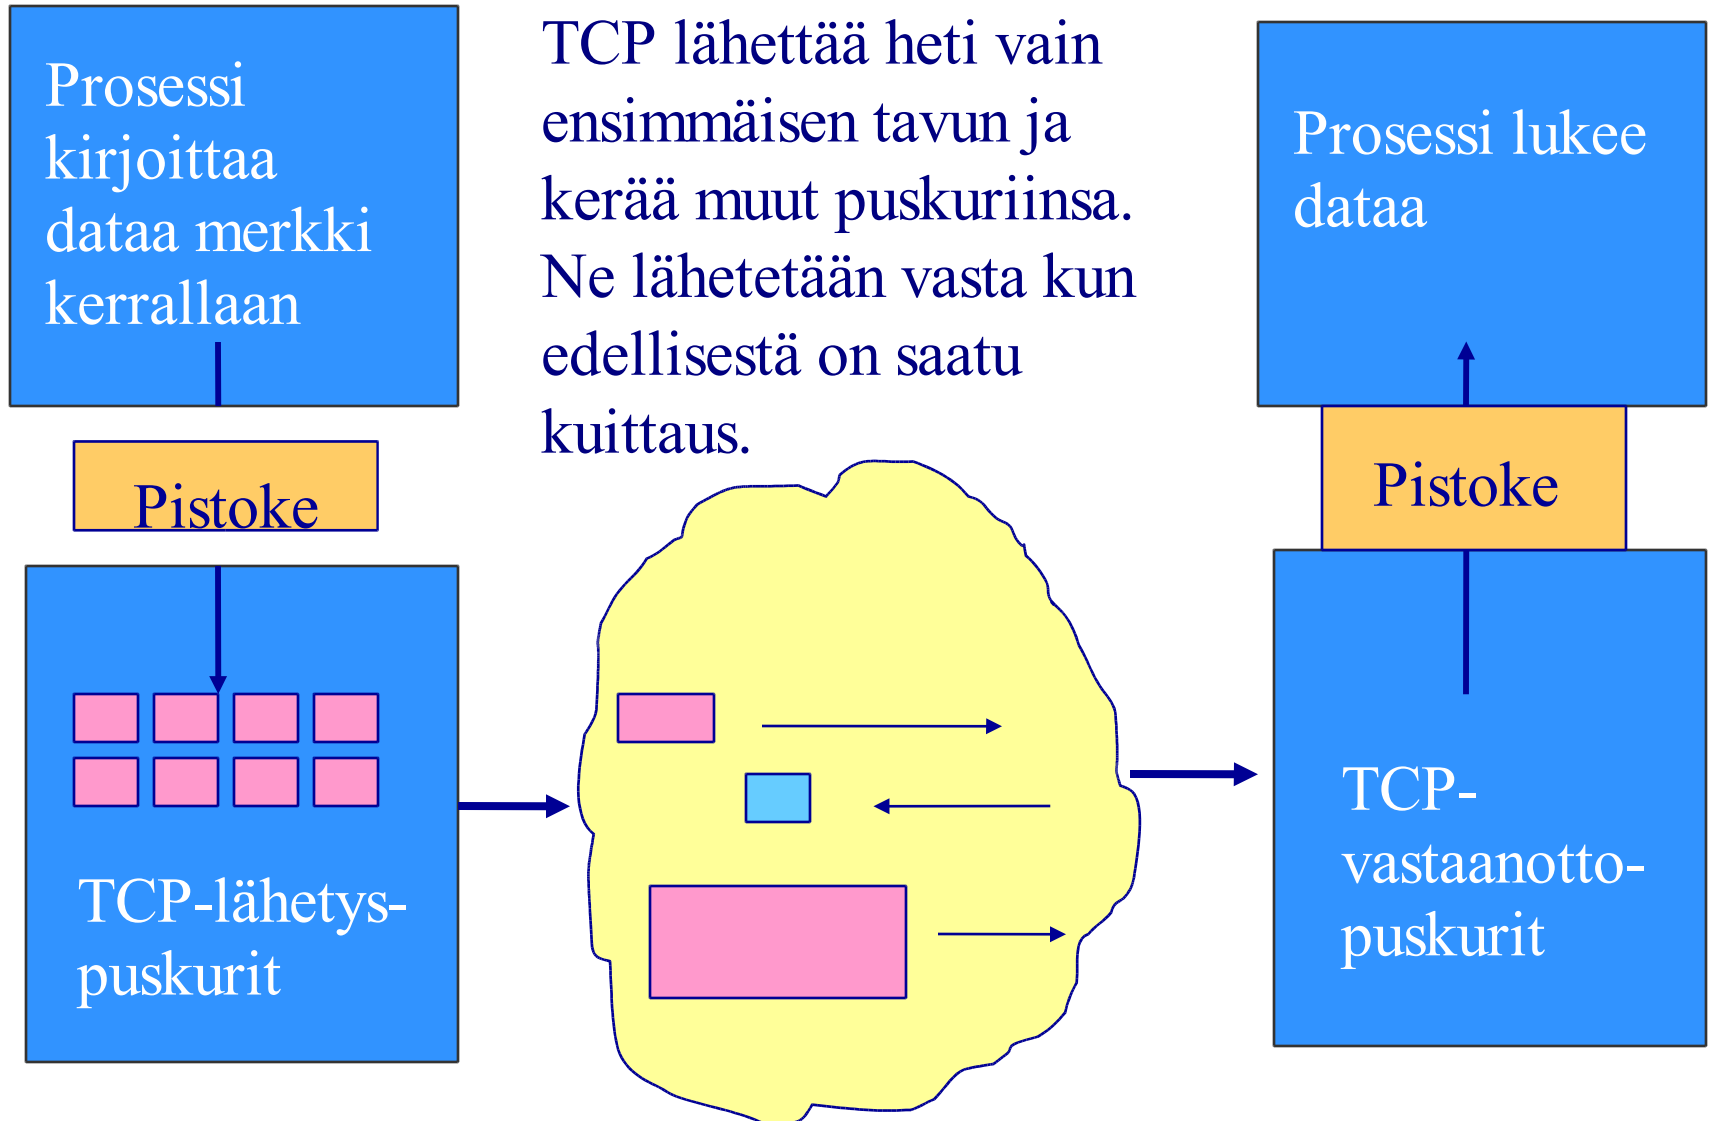 Prosessi
kirjoittaa
dataa merkki
kerrallaan
Pistoke
TCP-lähetys-
puskurit
TCP lähettää heti vain
ensimmäisen tavun ja
kerää muut puskuriinsa.
Ne lähetetään vasta kun
edellisestä on saatu
kuittaus.
Prosessi lukee
dataa
Pistoke
TCP-
vastaanotto-
puskurit